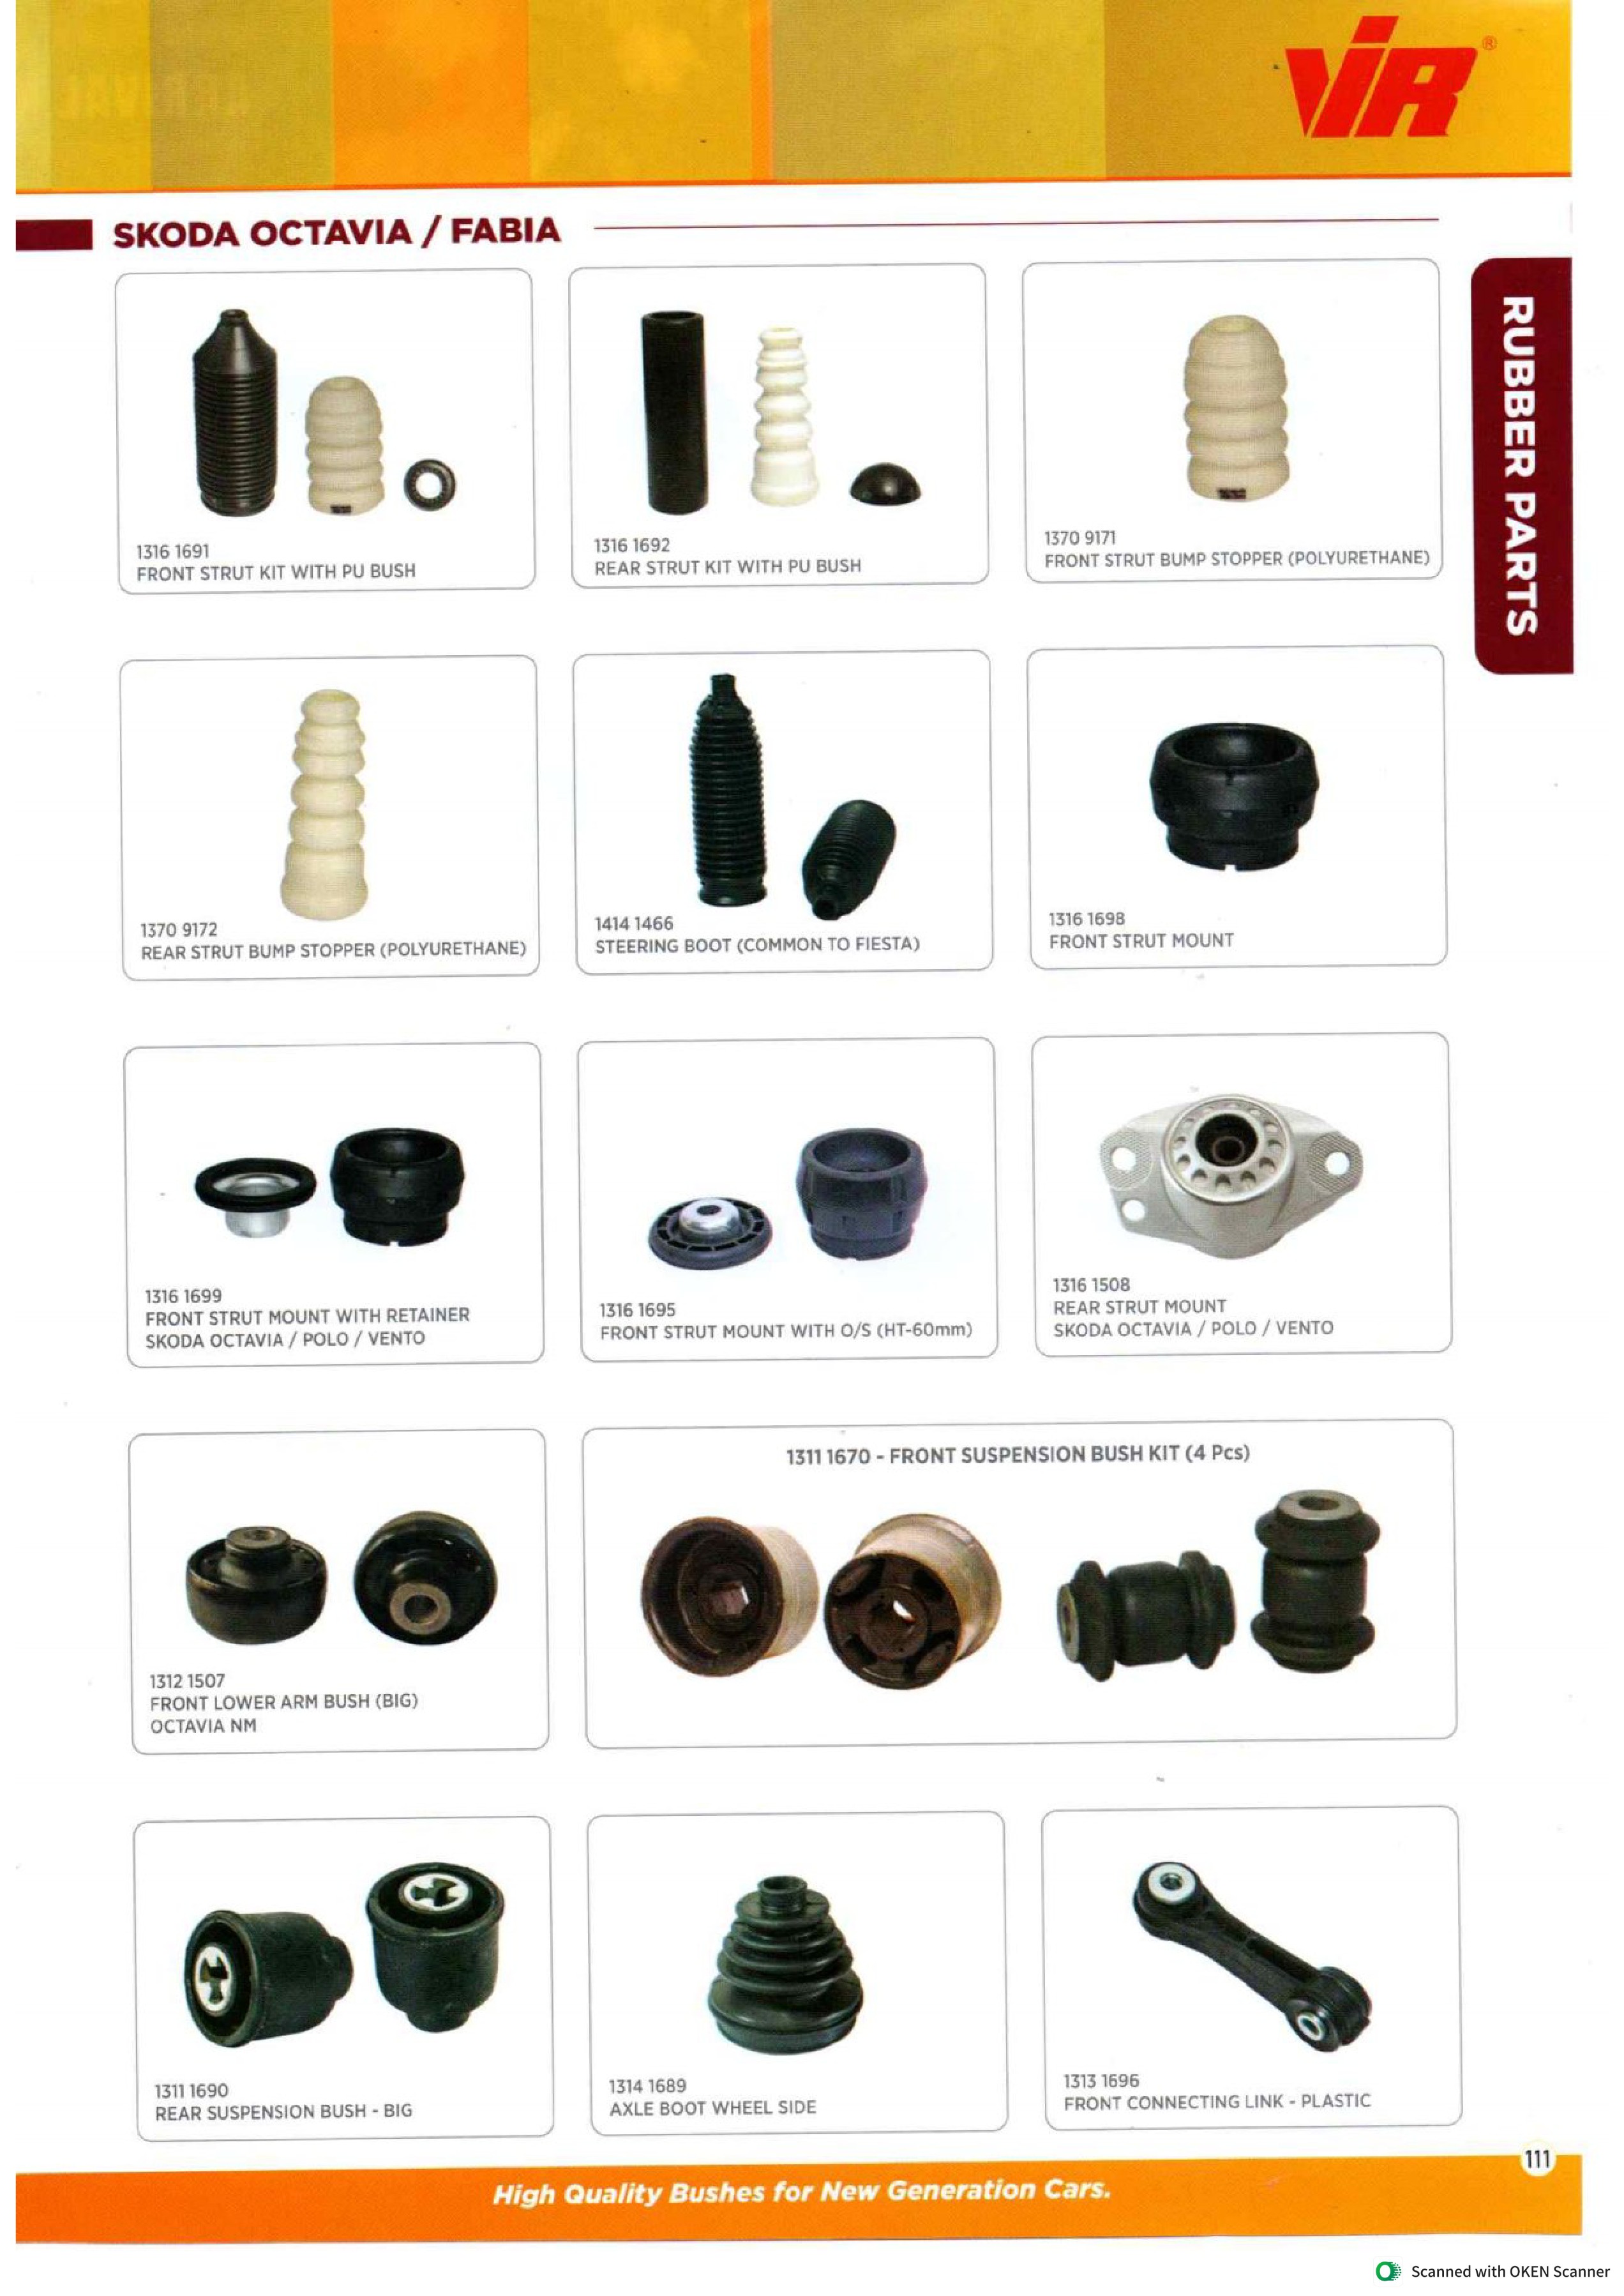 ViR®
SKODA OCTAVIA / FABIA
RUBBER PARTS
1316 1691
FRONT STRUT KIT WITH PU BUSH
1316 1692
REAR STRUT KIT WITH PU BUSH
1370 9171
FRONT STRUT BUMP STOPPER (POLYURETHANE)
1370 9172
REAR STRUT BUMP STOPPER (POLYURETHANE)
1414 1466
STEERING BOOT (COMMON TO FIESTA)
1316 1698
FRONT STRUT MOUNT
1316 1699
FRONT STRUT MOUNT WITH RETAINER
SKODA OCTAVIA / POLO / VENTO
1316 1695
FRONT STRUT MOUNT WITH O/S (HT-60mm)
1316 1508
REAR STRUT MOUNT
SKODA OCTAVIA / POLO / VENTO
1312 1507
FRONT LOWER ARM BUSH (BIG)
OCTAVIA NM
1311 1670 - FRONT SUSPENSION BUSH KIT (4 Pcs)
1311 1690
REAR SUSPENSION BUSH - BIG
1314 1689
AXLE BOOT WHEEL SIDE
1313 1696
FRONT CONNECTING LINK - PLASTIC
111
High Quality Bushes for New Generation Cars.
Scanned with OKEN Scanner